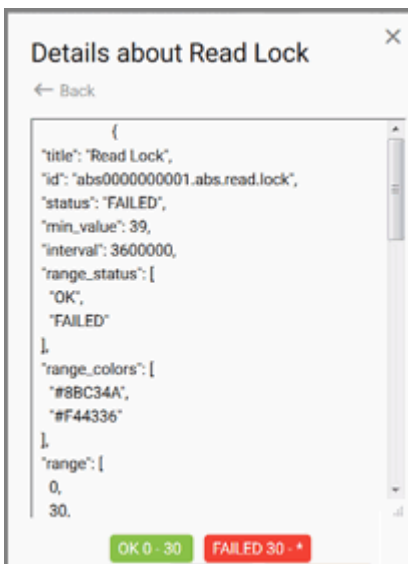 Details about Read Lock
← Back
{
"title": "Read Lock",
"id": "abs0000000001.abs.read.lock",
"status": "FAILED",
"min_value": 39,
"interval": 3600000,
"range_status": [
"OK",
"FAILED"
],
"range_colors": [
"#8BC34A",
"#F44336"
],
"range": [
0,
30,
OK 0 - 30 FAILED 30 - *